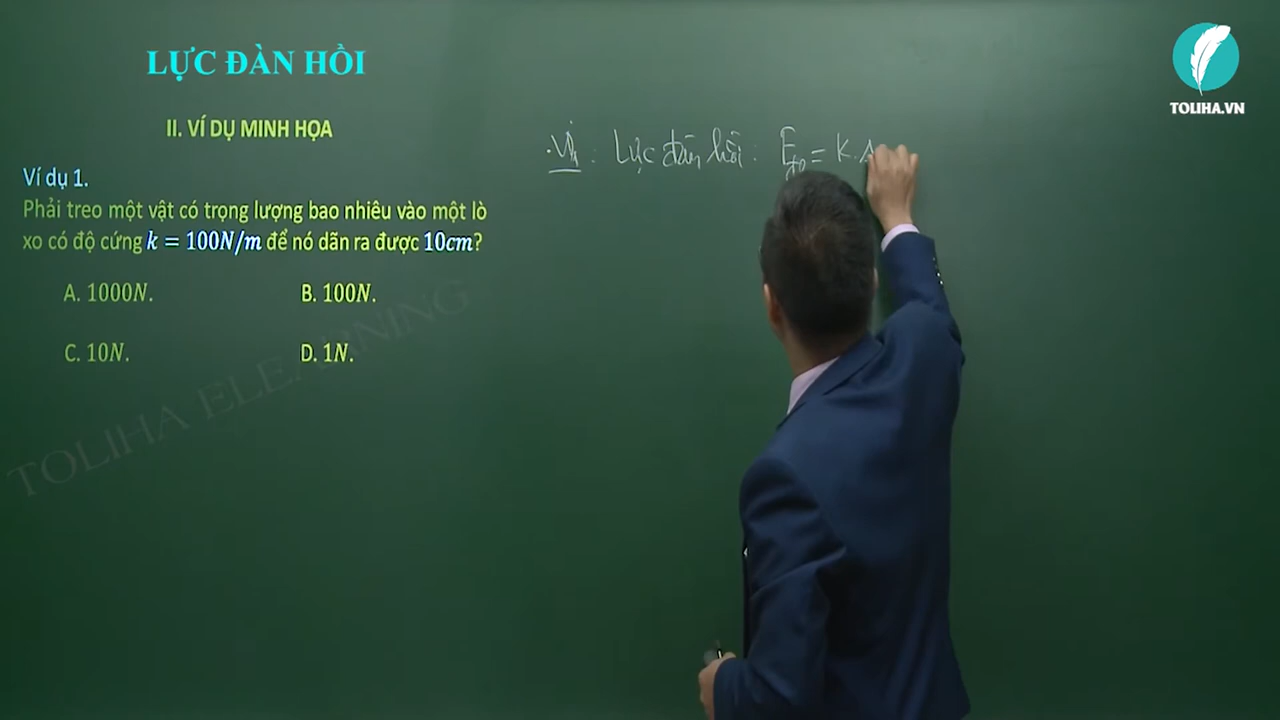 LỰC ĐÀN HỒI
TOLIHA.VN
II. VÍ DỤ MINH HỌA
Ví dụ 1.
Phải treo một vật có trọng lượng bao nhiêu vào một lò
xo có độ cứng k = 100N/m để nó dãn ra được 10cm?
A. 1000N.
B. 100N.
C. 10N.
D. 1N.
Lực đàn hồi: = k.
TOLIHA ELEARNING